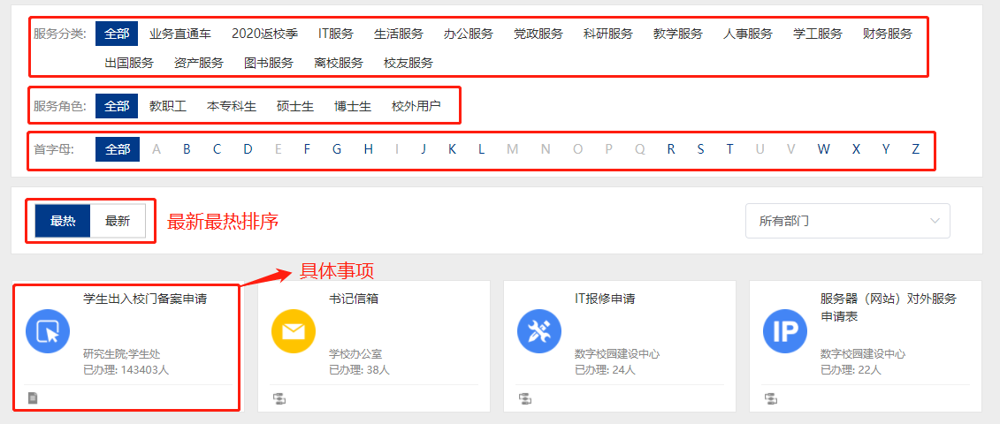 服务分类: 全部 业务直通车 2020返校季 IT服务 生活服务 办公服务 党政服务 科研服务 教学服务 人事服务 学工服务 财务服务
出国服务 资产服务 图书服务 离校服务 校友服务
服务角色: 全部 教职工 本专科生 硕士生 博士生 校外用户
首字母: 全部 A B C D E F G H I J K L M N O P Q R S T U V W X Y Z
最热 最新 最新最热排序 所有部门
具体事项
学生出入校门备案申请 书记信箱 IT报修申请 服务器（网站）对外服务
申请表
IP
研究生院;学生处 学校办公室 数字校园建设中心 数字校园建设中心
已办理: 143403人 已办理: 38人 已办理: 24人 已办理: 22人